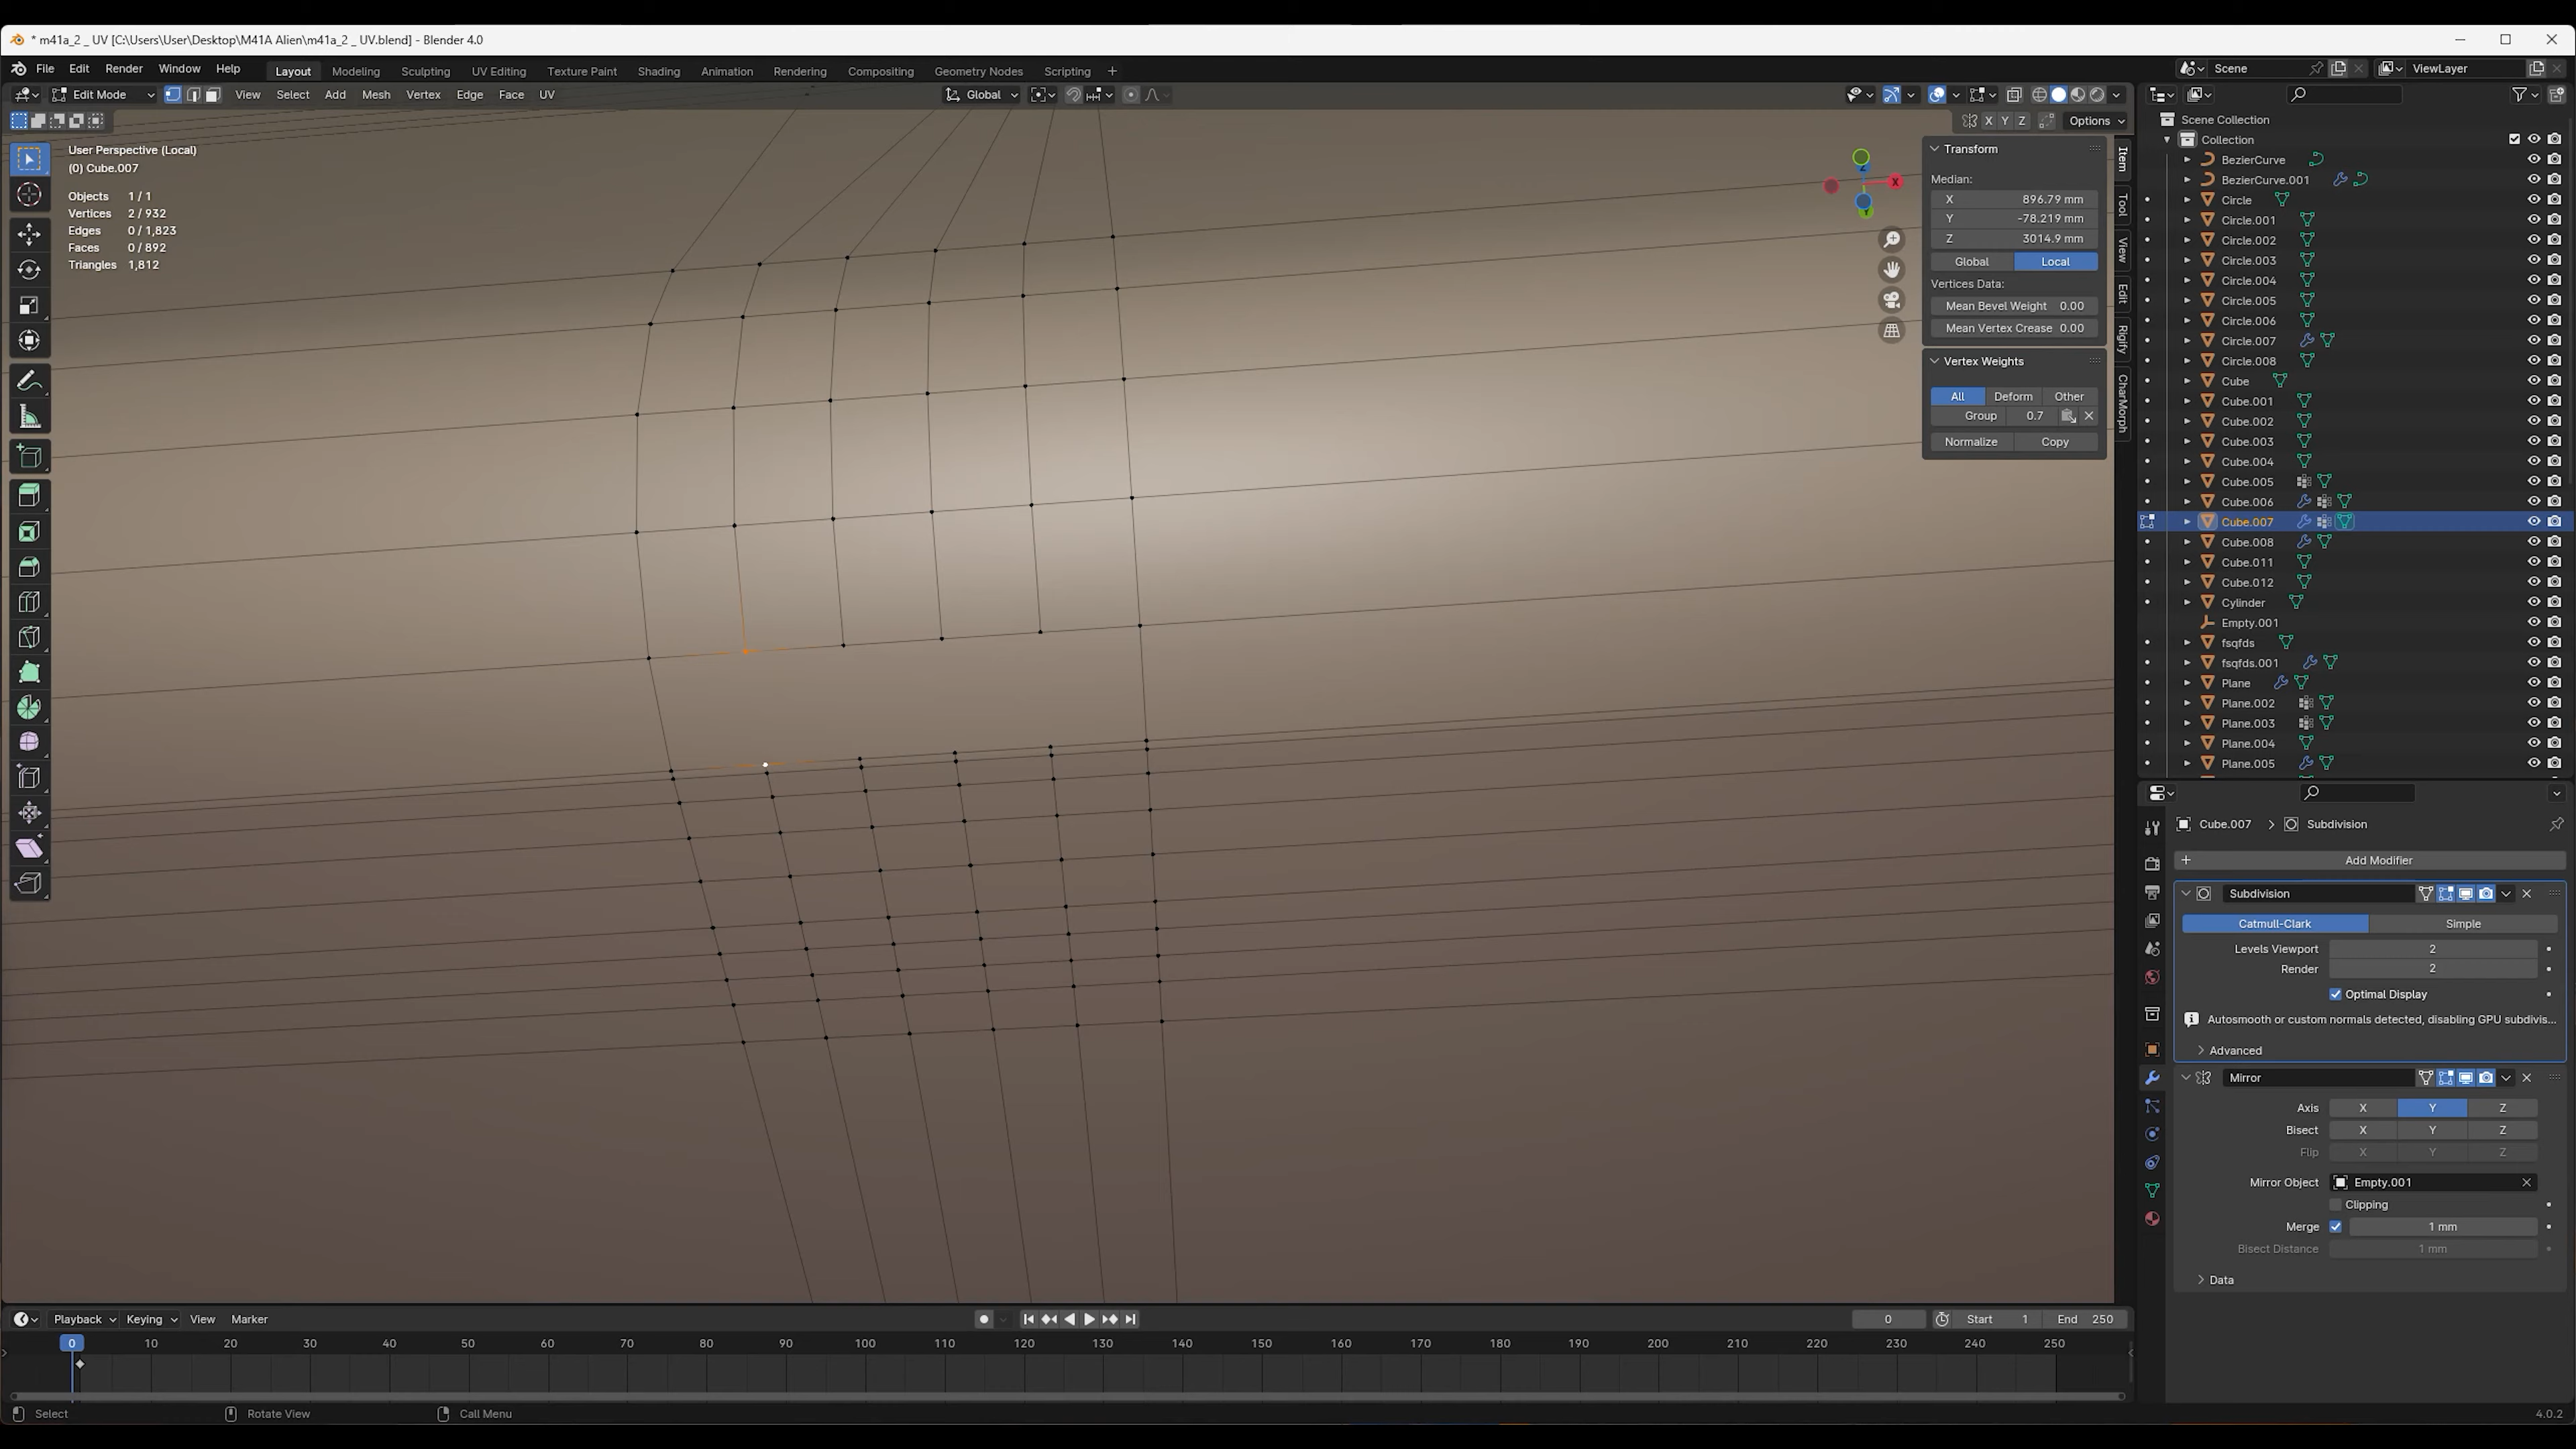 * m41a_2 _ UV [C:\Users\User\Desktop\M41A Alien\m41a_2 _ UV.blend] - Blender 4.0
File Edit Render Window Help Layout Modeling Sculpting UV Editing Texture Paint Shading Animation Rendering Compositing Geometry Nodes Scripting + Scene ViewLayer
Edit Mode View Select Add Mesh Vertex Edge Face UV Global
X Y Z Options
User Perspective (Local)
(0) Cube.007
Objects 1 / 1
Vertices 2 / 932
Edges 0 / 1,823
Faces 0 / 892
Triangles 1,812
X
Z
Y
Transform
Median:
X 896.79 mm
Y -78.219 mm
Z 3014.9 mm
Global Local
Vertices Data:
Mean Bevel Weight 0.00
Mean Vertex Crease 0.00
Vertex Weights
All Deform Other
Group 0.7
Normalize Copy
Item
Tool
View
Edit
Rigify
CharMorph
Scene Collection
Collection
BezierCurve
BezierCurve.001
Circle
Circle.001
Circle.002
Circle.003
Circle.004
Circle.005
Circle.006
Circle.007
Circle.008
Cube
Cube.001
Cube.002
Cube.003
Cube.004
Cube.005
Cube.006
Cube.007
Cube.008
Cube.011
Cube.012
Cylinder
Empty.001
fsqfds
fsqfds.001
Plane
Plane.002
Plane.003
Plane.004
Plane.005
Cube.007 > Subdivision
+ Add Modifier
Subdivision
Catmull-Clark Simple
Levels Viewport 2
Render 2
Optimal Display
Autosmooth or custom normals detected, disabling GPU subdivis...
Advanced
Mirror
Axis X Y Z
Bisect X Y Z
Flip X Y Z
Mirror Object Empty.001
Clipping
Merge 1 mm
Bisect Distance 1 mm
Data
Playback Keying View Marker 0 Start 1 End 250
0 10 20 30 40 50 60 70 80 90 100 110 120 130 140 150 160 170 180 190 200 210 220 230 240 250
Select Rotate View Call Menu 4.0.2